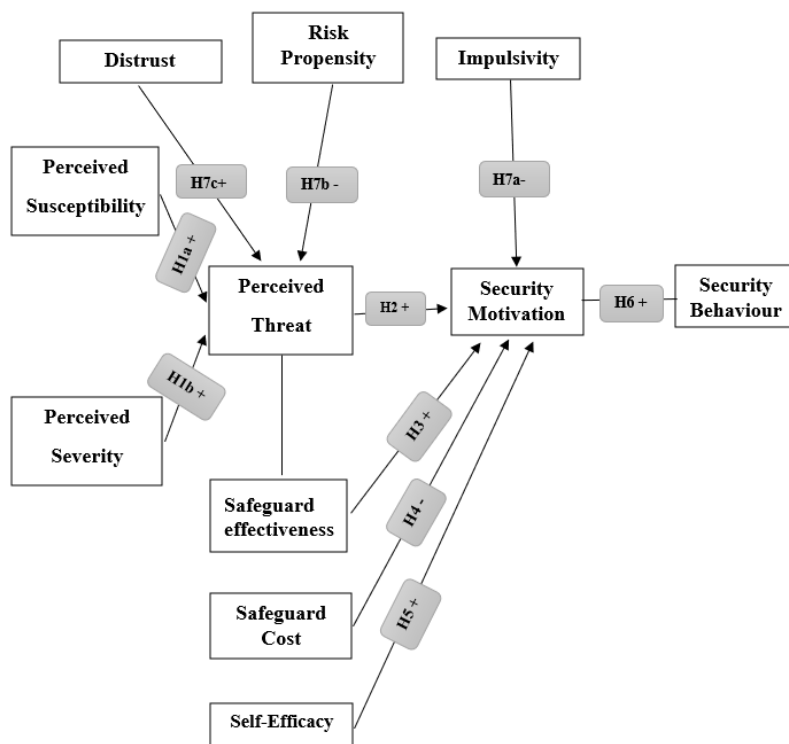 Distrust
Risk
Propensity
Impulsivity
Perceived
Susceptibility
H7c+
H7b -
H7a-
H1a +
Perceived
Threat
H2 +
Security
Motivation
H6 +
Security
Behaviour
H1b +
Perceived
Severity
H3 +
Safeguard
effectiveness
H4 -
Safeguard
Cost
H5 +
Self-Efficacy